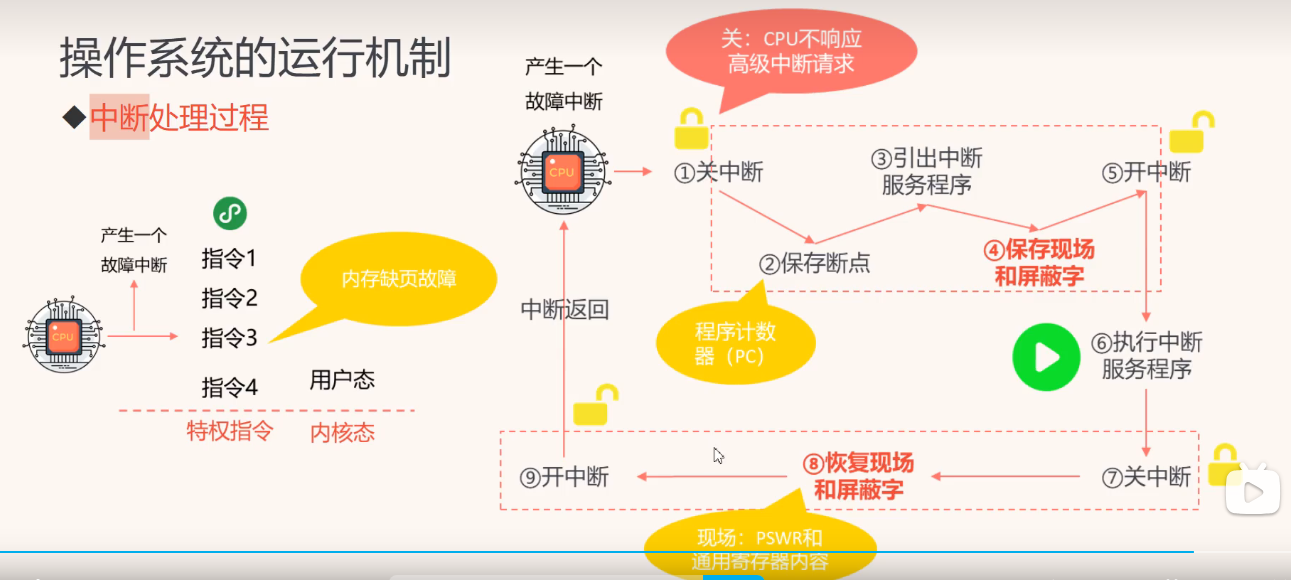 操作系统的运行机制
◆中断处理过程
产生一个
故障中断
CPU
指令1
指令2
指令3
指令4
用户态
特权指令
内核态
内存缺页故障
产生一个
故障中断
CPU
关：CPU不响应
高级中断请求
①关中断
②保存断点
程序计数
器（PC）
③引出中断
服务程序
④保存现场
和屏蔽字
⑤开中断
⑥执行中断
服务程序
⑦关中断
⑧恢复现场
和屏蔽字
现场：PSWR和
通用寄存器内容
⑨开中断
中断返回